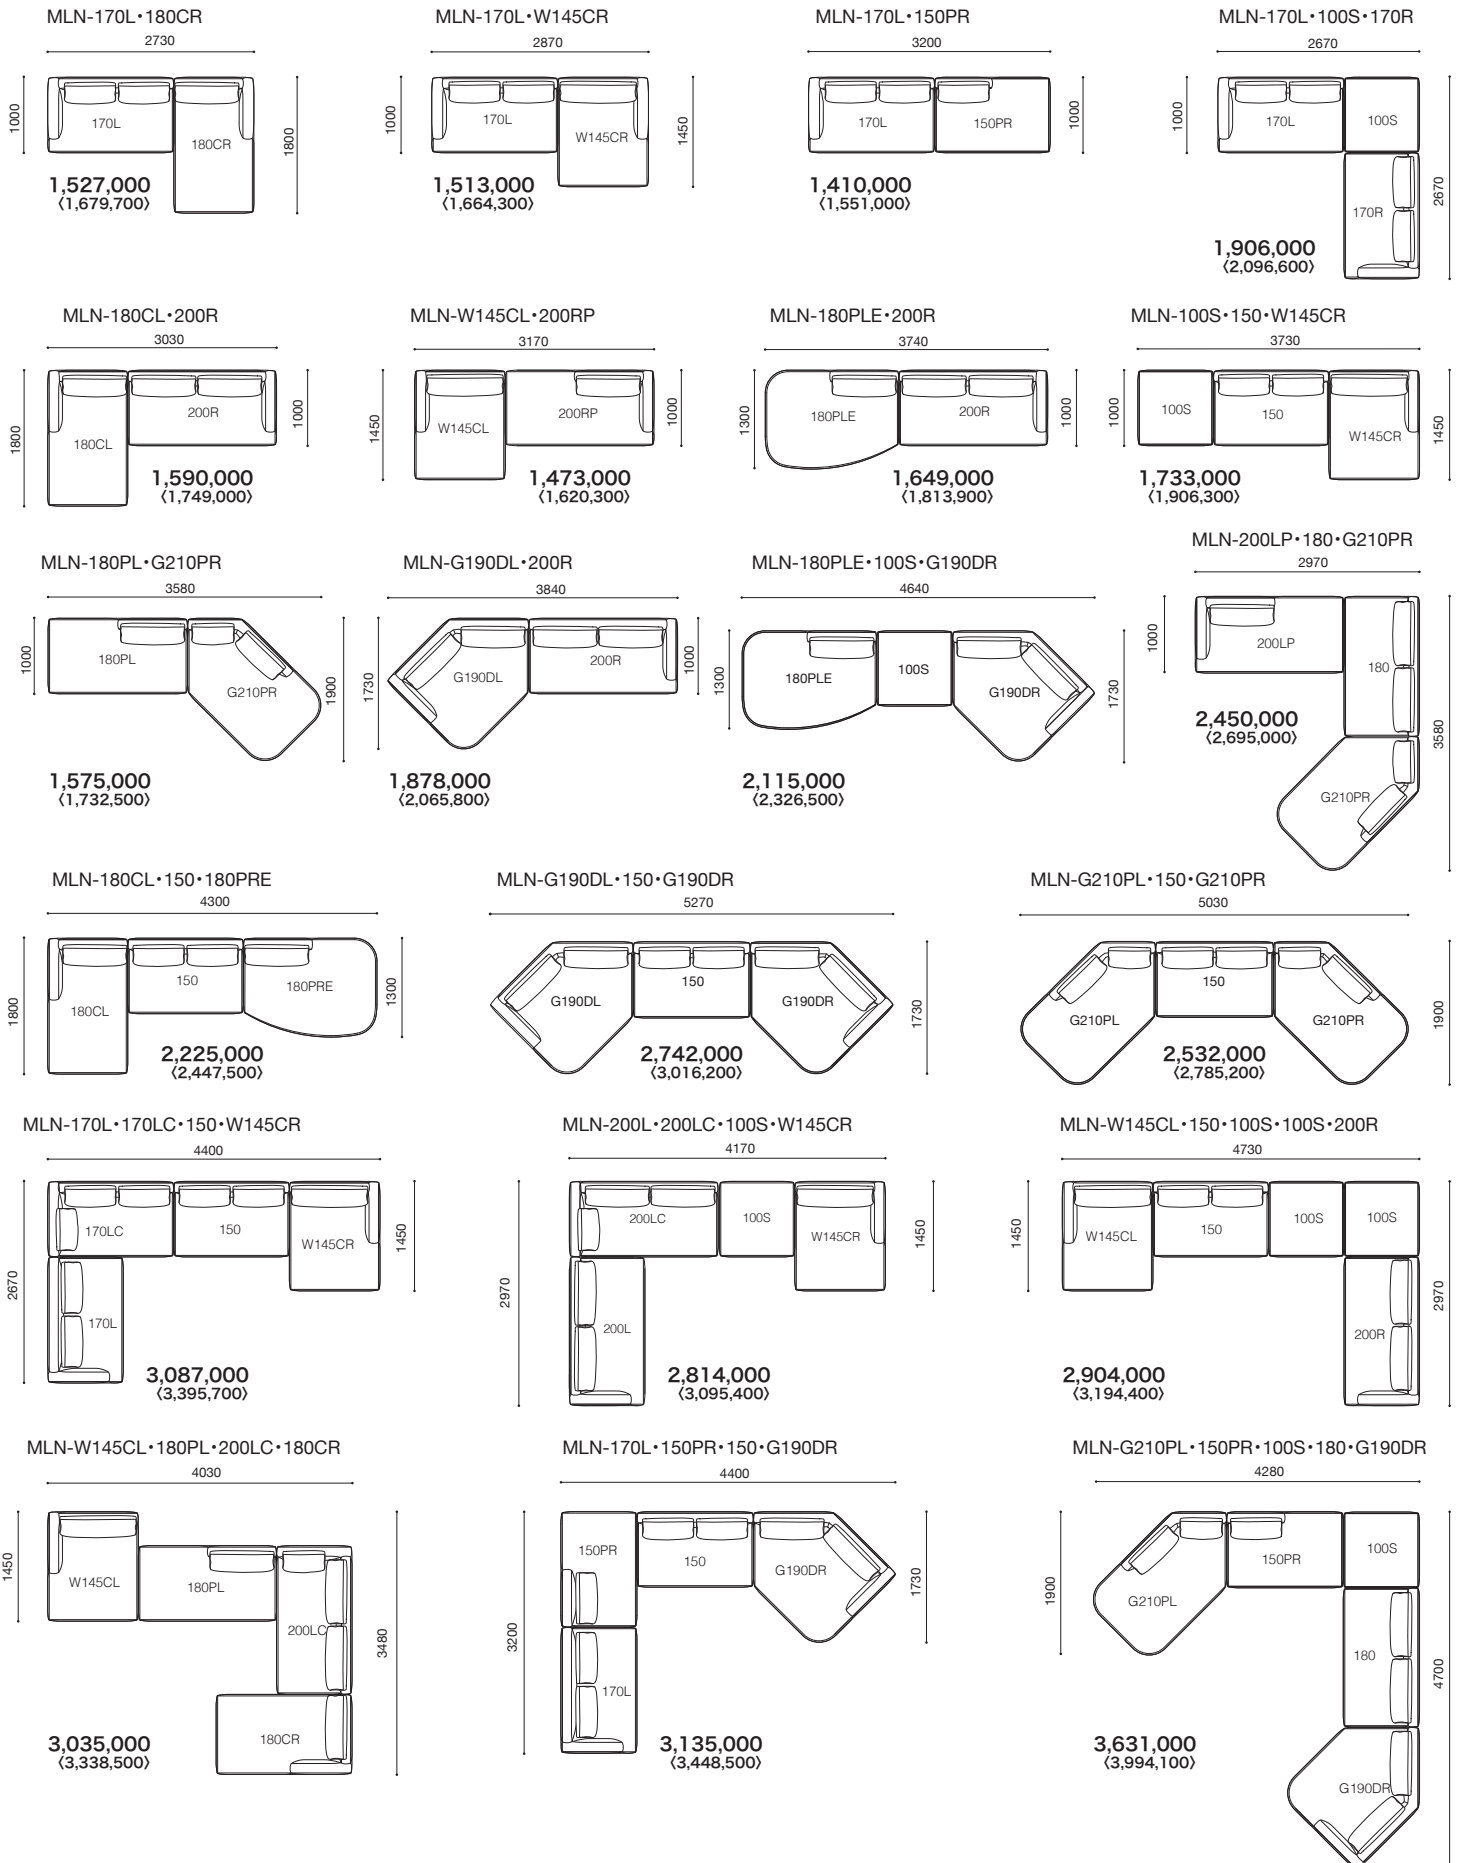 MLN-170L•180CR
2730
1000
170L
180CR
1800
1,527,000
〈1,679,700〉
MLN-170L•W145CR
2870
1000
170L
W145CR
1450
1,513,000
〈1,664,300〉
MLN-170L•150PR
3200
170L
150PR
1000
1,410,000
〈1,551,000〉
MLN-170L•100S•170R
2670
1000
170L
100S
170R
2670
1,906,000
〈2,096,600〉
MLN-180CL•200R
3030
1800
180CL
200R
1000
1,590,000
〈1,749,000〉
MLN-W145CL•200RP
3170
1450
W145CL
200RP
1000
1,473,000
〈1,620,300〉
MLN-180PLE•200R
3740
1300
180PLE
200R
1000
1,649,000
〈1,813,900〉
MLN-100S•150•W145CR
3730
1000
100S
150
W145CR
1450
1,733,000
〈1,906,300〉
MLN-180PL•G210PR
3580
1000
180PL
G210PR
1900
1,575,000
〈1,732,500〉
MLN-G190DL•200R
3840
1730
G190DL
200R
1000
1,878,000
〈2,065,800〉
MLN-180PLE•100S•G190DR
4640
1300
180PLE
100S
G190DR
1730
2,115,000
〈2,326,500〉
MLN-200LP•180•G210PR
2970
1000
200LP
180
G210PR
3580
2,450,000
〈2,695,000〉
MLN-180CL•150•180PRE
4300
1800
180CL
150
180PRE
1300
2,225,000
〈2,447,500〉
MLN-G190DL•150•G190DR
5270
G190DL
150
G190DR
1730
2,742,000
〈3,016,200〉
MLN-G210PL•150•G210PR
5030
G210PL
150
G210PR
1900
2,532,000
〈2,785,200〉
MLN-170L•170LC•150•W145CR
4400
2670
170LC
150
W145CR
1450
170L
3,087,000
〈3,395,700〉
MLN-200L•200LC•100S•W145CR
4170
2970
200LC
100S
W145CR
1450
200L
2,814,000
〈3,095,400〉
MLN-W145CL•150•100S•100S•200R
4730
1450
W145CL
150
100S
100S
200R
2970
2,904,000
〈3,194,400〉
MLN-W145CL•180PL•200LC•180CR
4030
1450
W145CL
180PL
200LC
180CR
3480
3,035,000
〈3,338,500〉
MLN-170L•150PR•150•G190DR
4400
3200
150PR
150
G190DR
1730
170L
3,135,000
〈3,448,500〉
MLN-G210PL•150PR•100S•180•G190DR
4280
1900
G210PL
150PR
100S
180
G190DR
4700
3,631,000
〈3,994,100〉